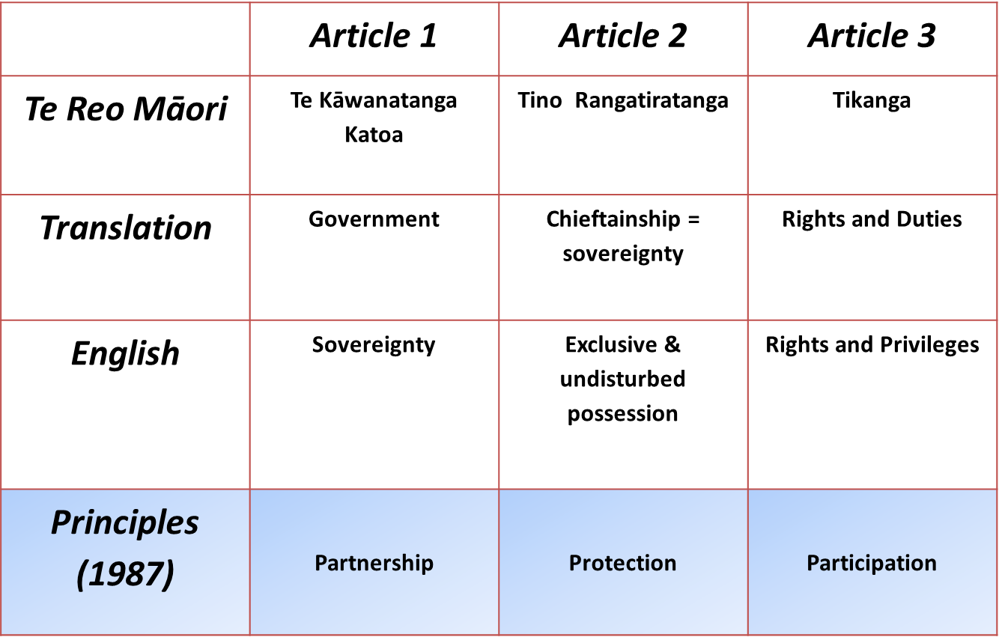 Article 1
Article 2
Article 3
Te Reo Māori
Te Kāwanatanga
Katoa
Tino Rangatiratanga
Tikanga
Translation
Government
Chieftainship =
sovereignty
Rights and Duties
English
Sovereignty
Exclusive &
undisturbed
possession
Rights and Privileges
Principles
(1987)
Partnership
Protection
Participation